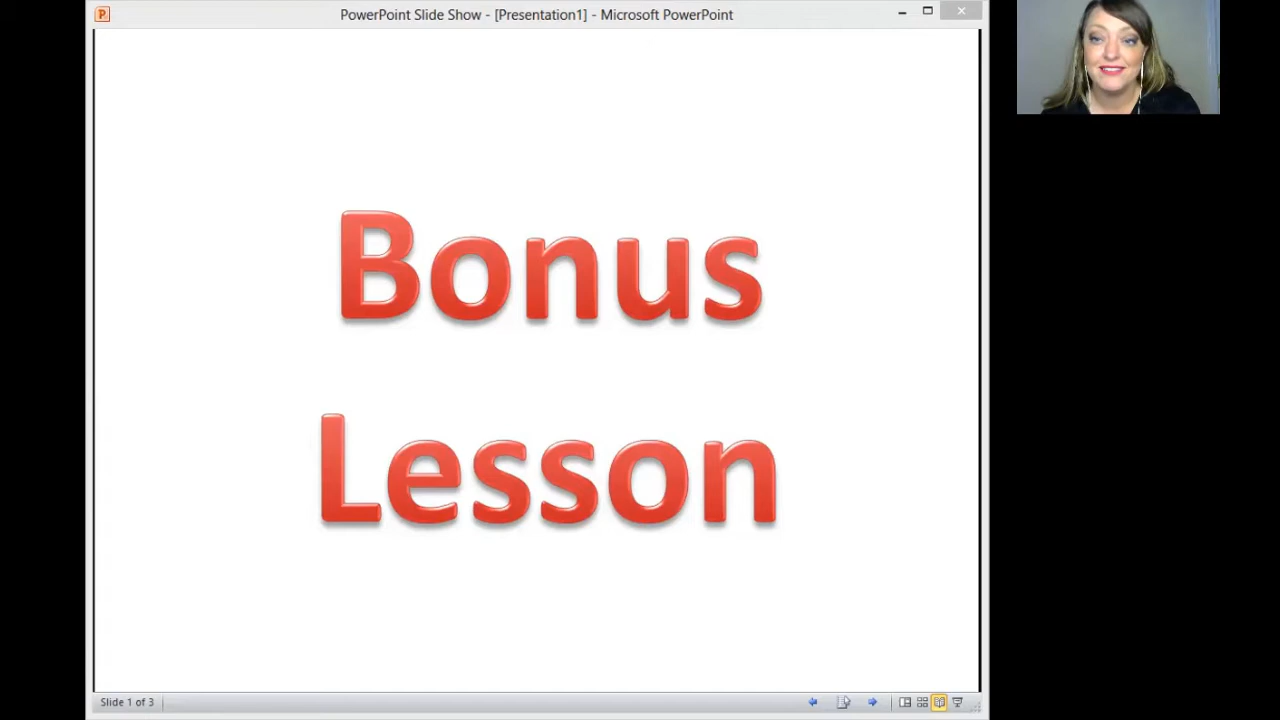 PowerPoint Slide Show - [Presentation1] - Microsoft PowerPoint
Bonus
Lesson
Slide 1 of 3